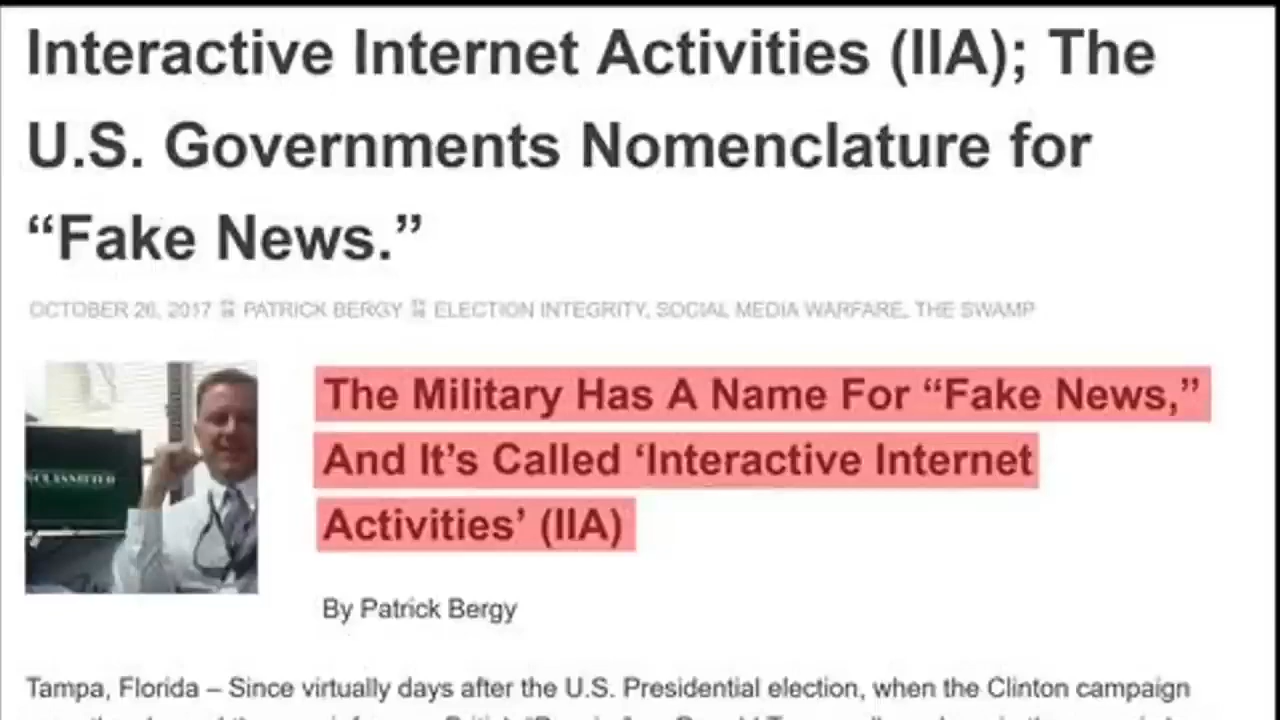 Interactive Internet Activities (IIA); The
U.S. Governments Nomenclature for
“Fake News.”
OCTOBER 26, 2017 PATRICK BERGY ELECTION INTEGRITY, SOCIAL MEDIA WARFARE, THE SWAMP
The Military Has A Name For “Fake News,”
And It’s Called ‘Interactive Internet
Activities’ (IIA)
By Patrick Bergy
Tampa, Florida – Since virtually days after the U.S. Presidential election, when the Clinton campaign